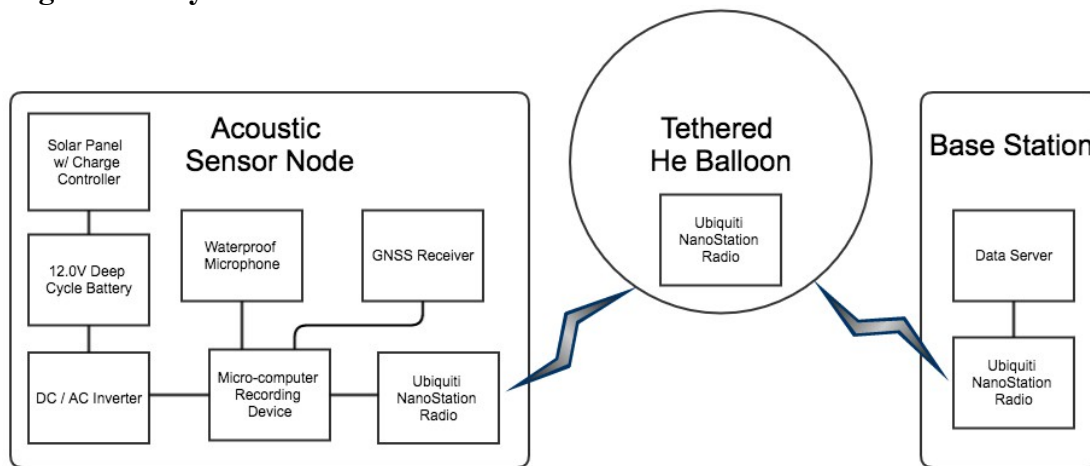 Acoustic
Sensor Node
Solar Panel
w/ Charge
Controller
12.0V Deep
Cycle Battery
DC / AC Inverter
Waterproof
Microphone
GNSS Receiver
Micro-computer
Recording
Device
Ubiquiti
NanoStation
Radio
Tethered
He Balloon
Ubiquiti
NanoStation
Radio
Base Station
Data Server
Ubiquiti
NanoStation
Radio